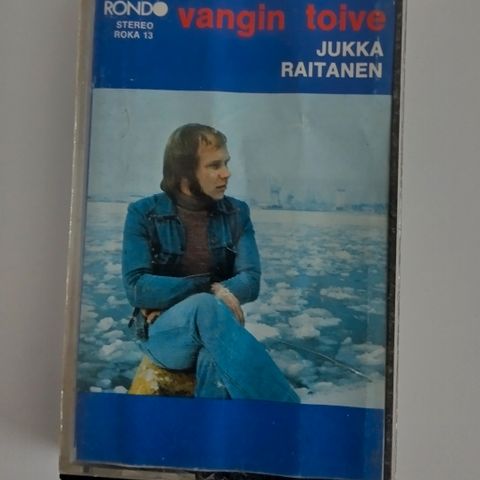 RONDO
STEREO
ROKA 13
vangin toive
JUKKA
RAITANEN